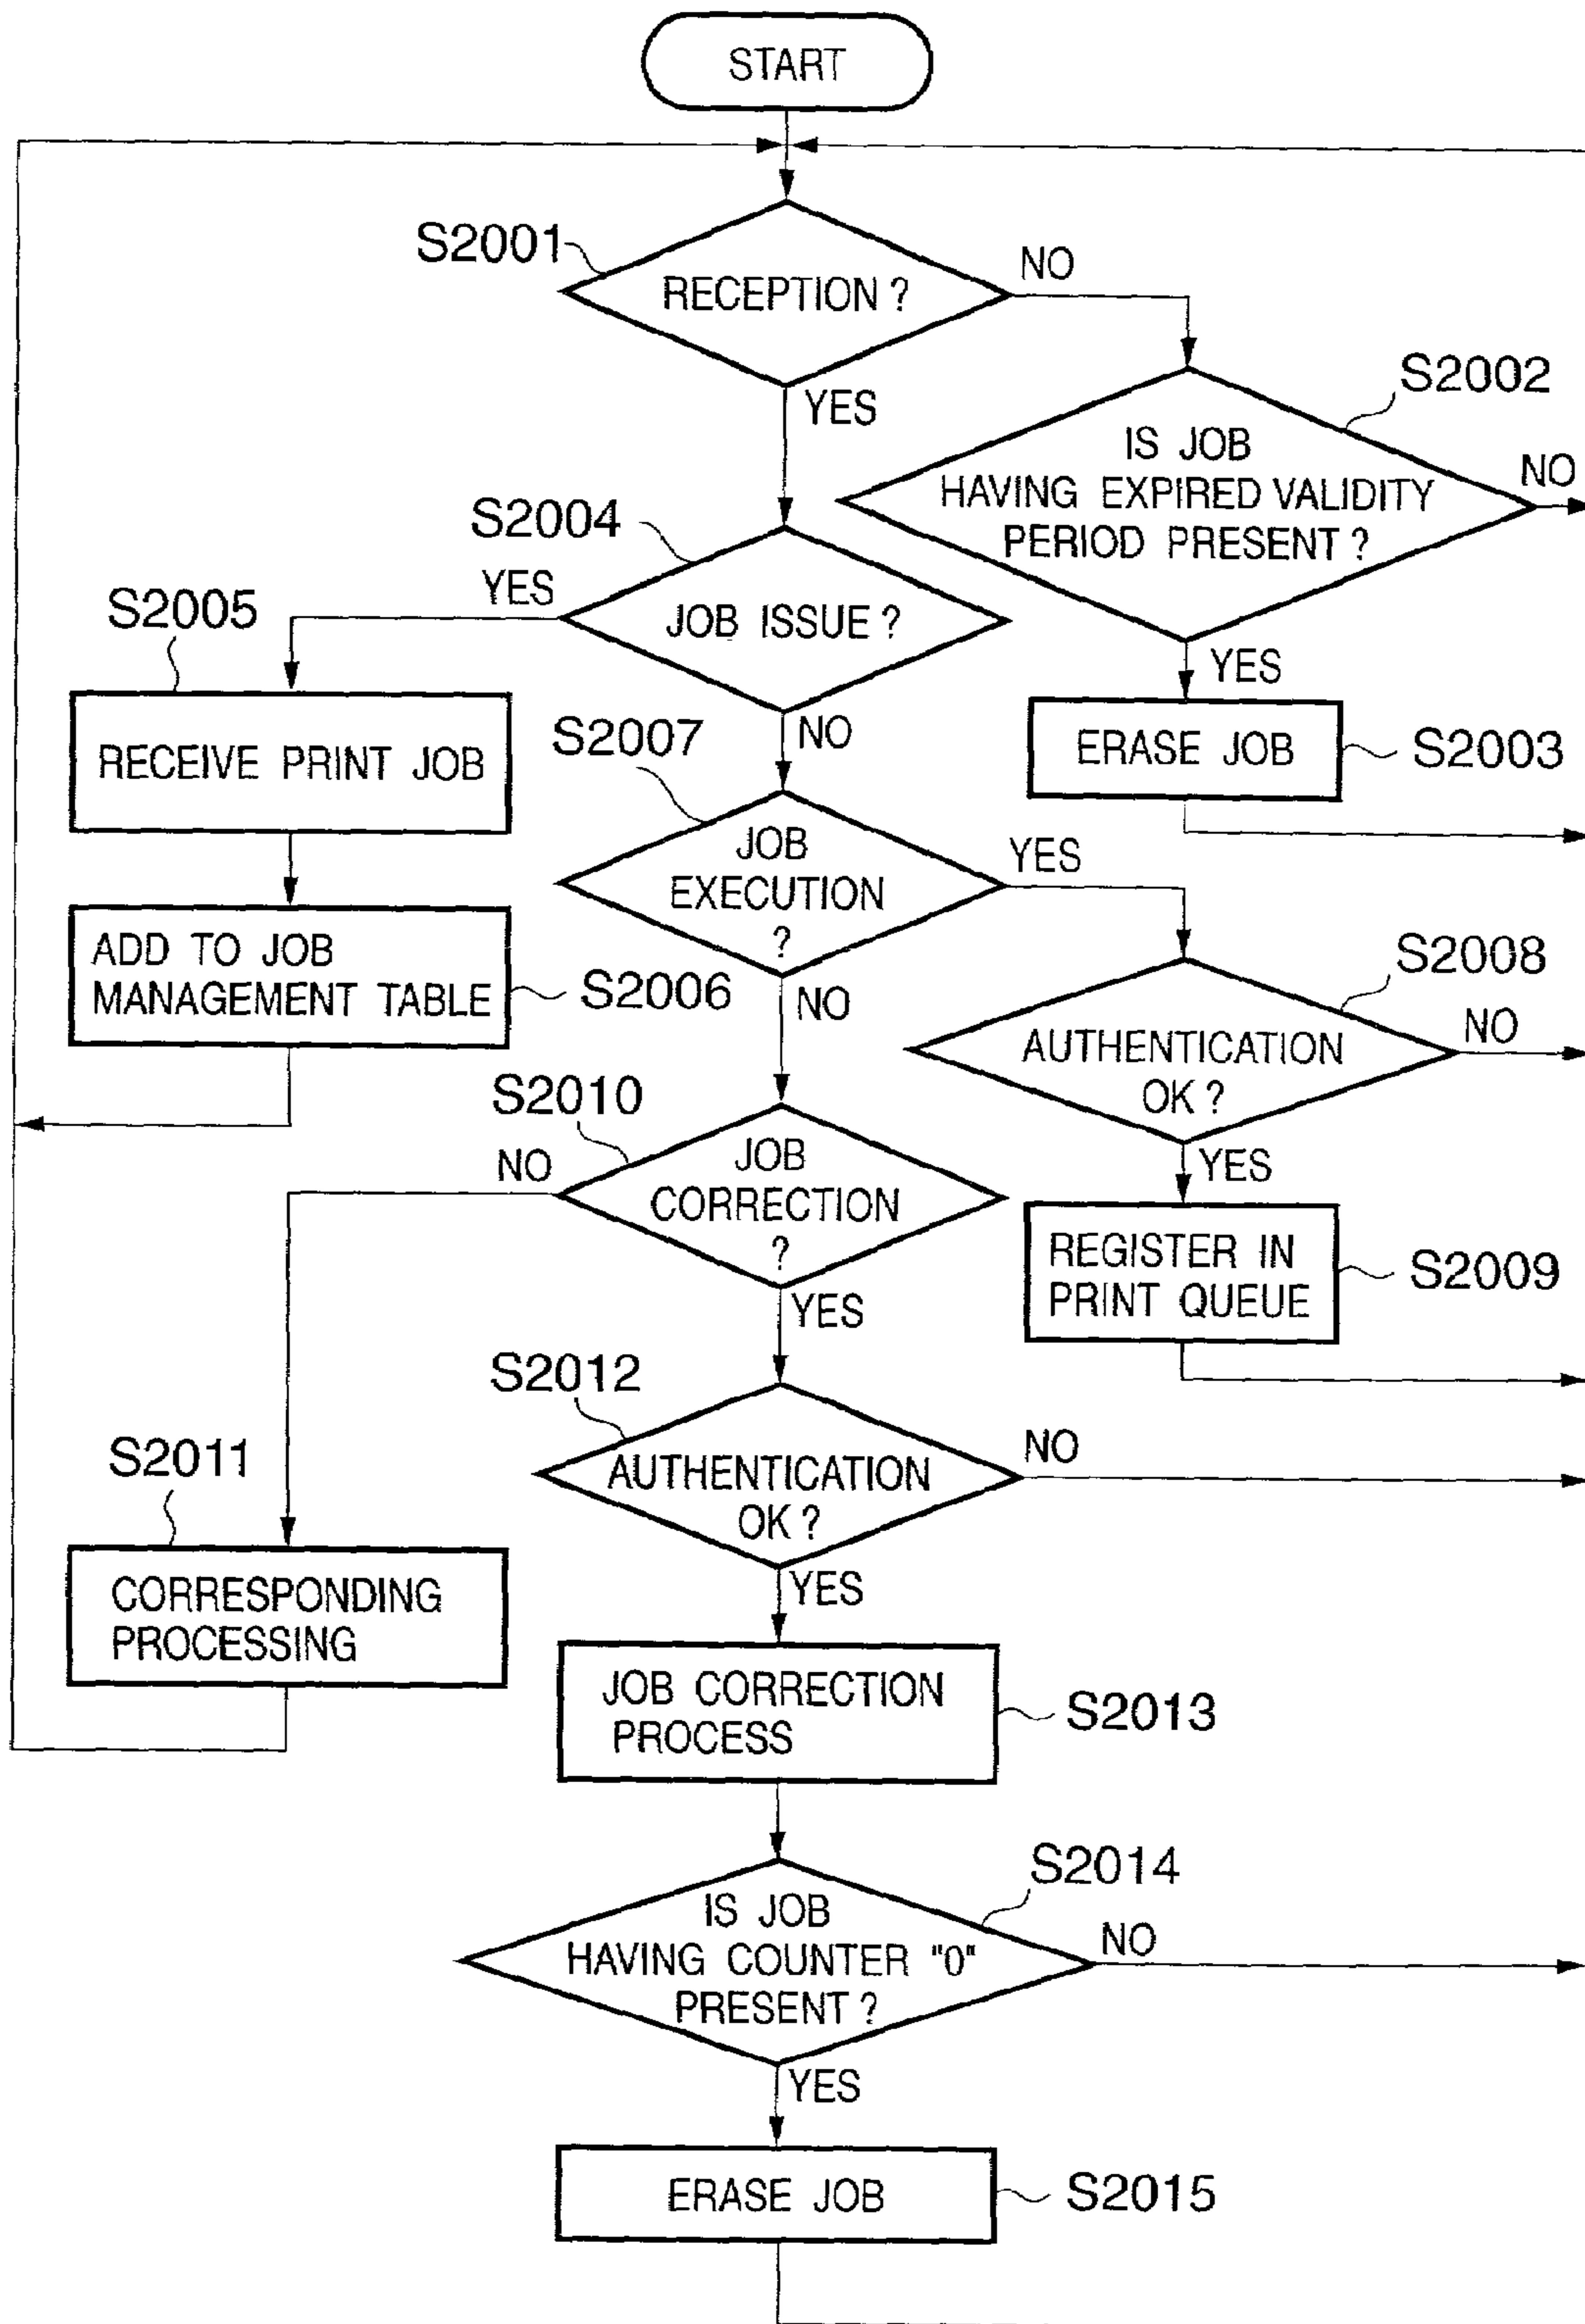 START
S2001
RECEPTION ?
NO
YES
S2002
IS JOB
HAVING EXPIRED VALIDITY
PERIOD PRESENT ?
NO
YES
ERASE JOB
S2003
S2004
JOB ISSUE ?
YES
NO
S2005
RECEIVE PRINT JOB
ADD TO JOB
MANAGEMENT TABLE
S2006
S2007
JOB
EXECUTION
?
YES
NO
S2008
AUTHENTICATION
OK ?
NO
YES
REGISTER IN
PRINT QUEUE
S2009
S2010
JOB
CORRECTION
?
NO
YES
S2011
CORRESPONDING
PROCESSING
S2012
AUTHENTICATION
OK ?
NO
YES
JOB CORRECTION
PROCESS
S2013
S2014
IS JOB
HAVING COUNTER "0"
PRESENT ?
NO
YES
ERASE JOB
S2015